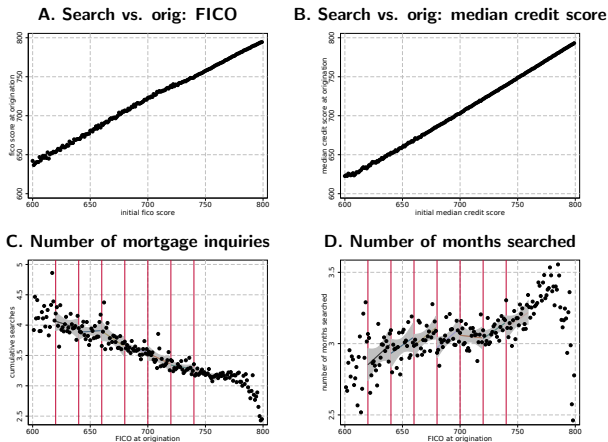 A. Search vs. orig: FICO
fico score at origination
800
750
700
650
600
600 650 700 750 800
initial fico score
B. Search vs. orig: median credit score
median credit score at origination
800
750
700
650
600
600 650 700 750 800
initial median credit score
C. Number of mortgage inquiries
cumulative searches
5
4.5
4
3.5
3
2.5
600 650 700 750 800
FICO at origination
D. Number of months searched
number of months searched
3.5
3
2.5
600 650 700 750 800
FICO at origination